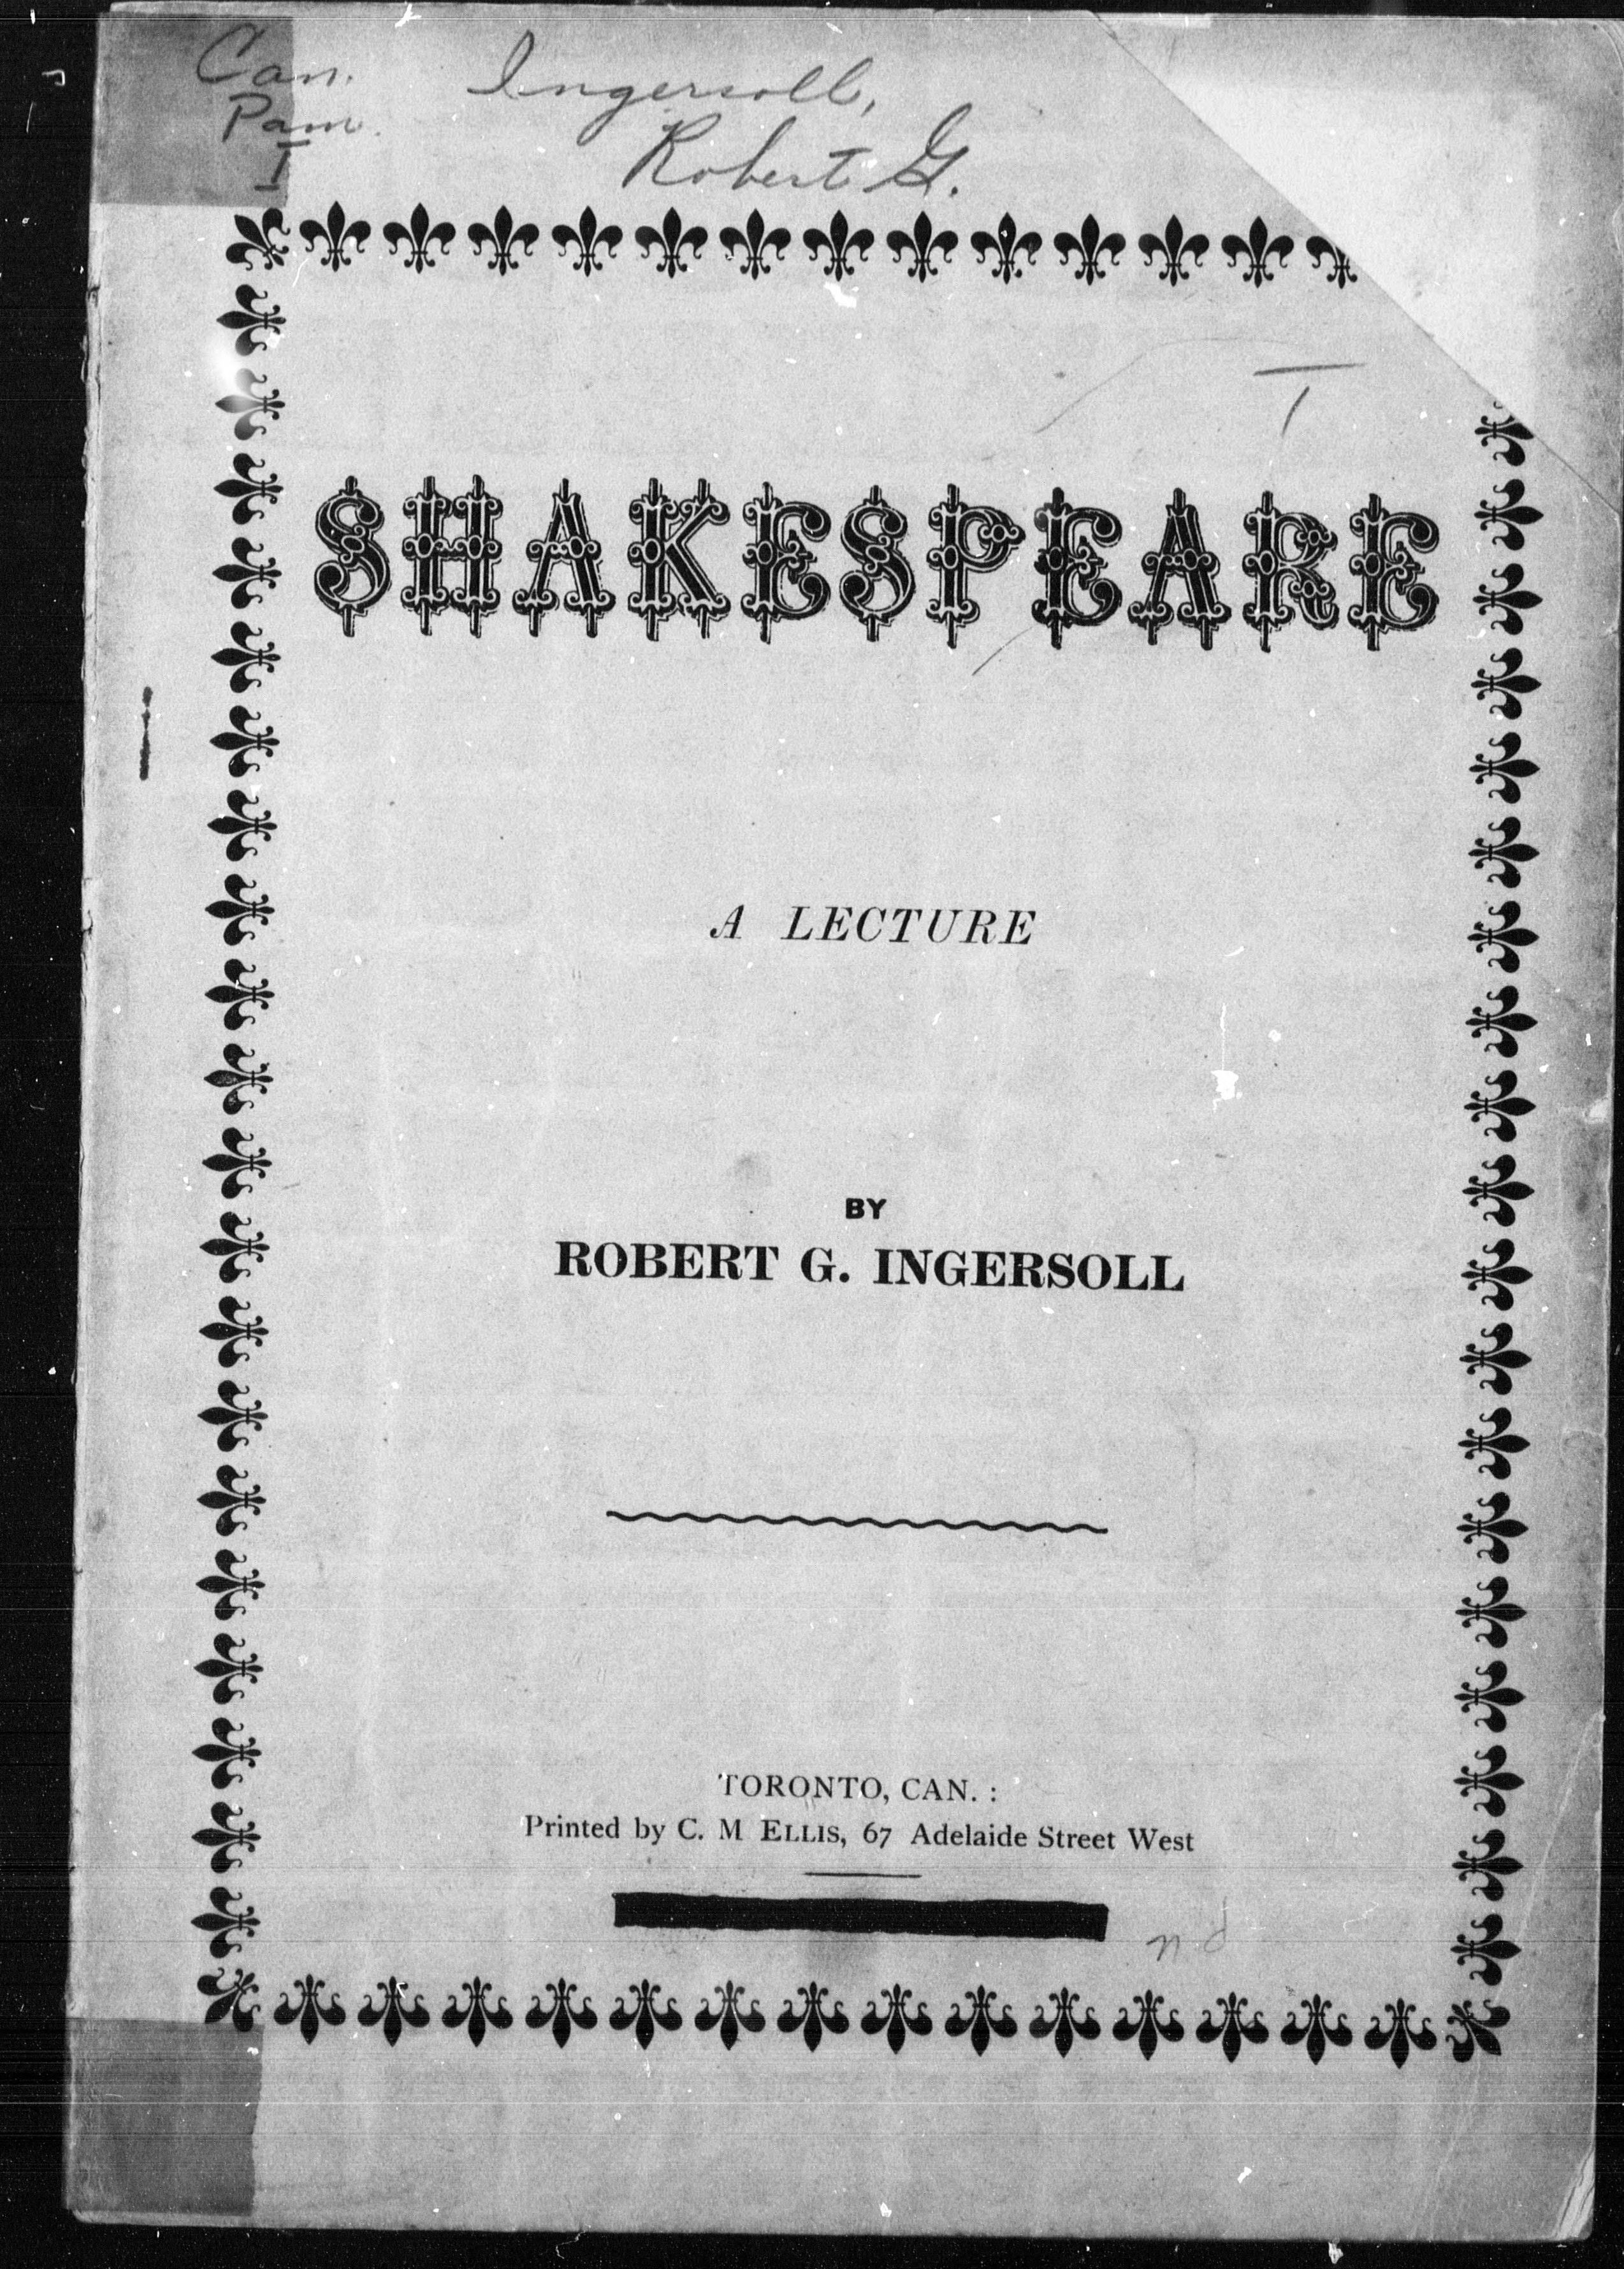 Can. Ingersoll,
Pam. Robert G.
I
SHAKESPEARE
A LECTURE
BY
ROBERT G. INGERSOLL
TORONTO, CAN. :
Printed by C. M ELLIS, 67 Adelaide Street West
n d